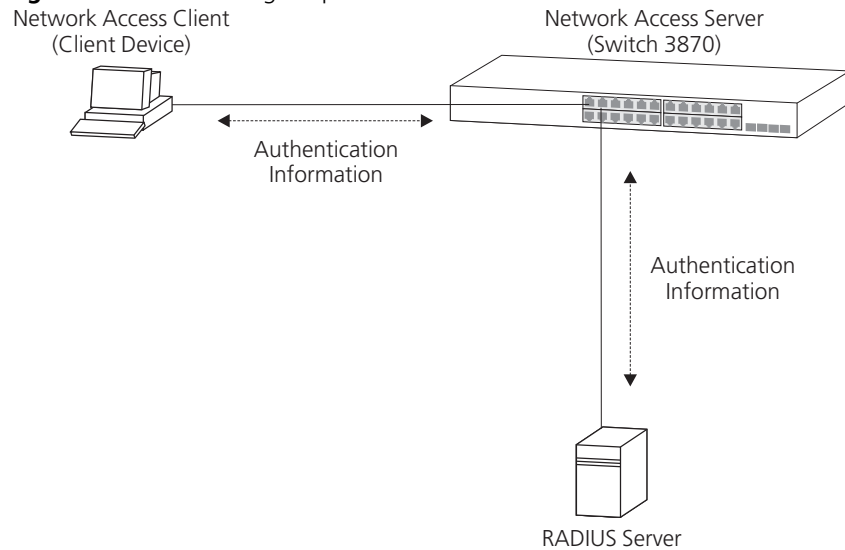 Network Access Client
(Client Device)
Network Access Server
(Switch 3870)
Authentication
Information
Authentication
Information
RADIUS Server